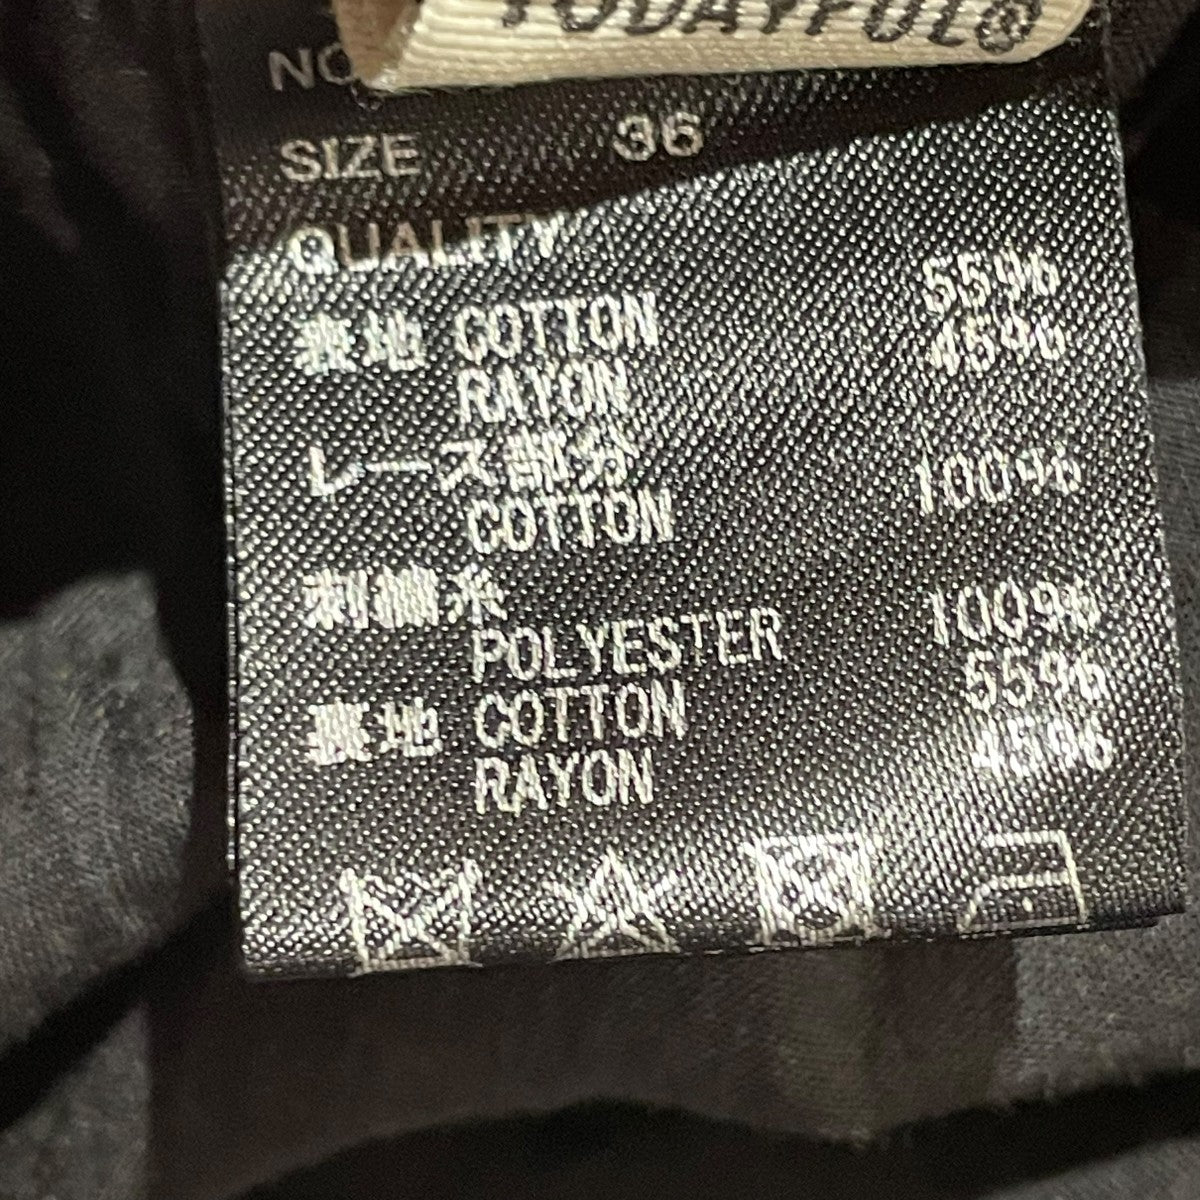 TODAYFUL®
NO
SIZE 36
QUALITY
表地 COTTON 55%
RAYON 45%
レース部分
COTTON 100%
刺繍糸
POLYESTER 100%
裏地 COTTON 55%
RAYON 45%